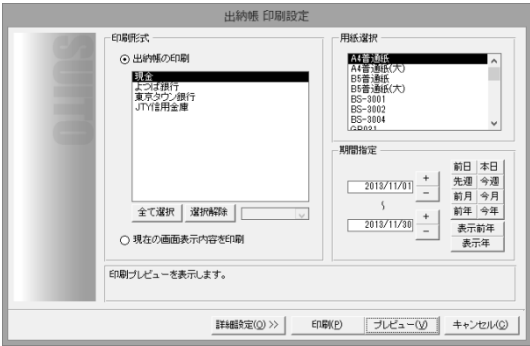 出納帳 印刷設定
SUITO
印刷形式
出納帳の印刷
現金
よつば銀行
東京タウン銀行
JTY信用金庫
全て選択 選択解除
現在の画面表示内容を印刷
用紙選択
A4普通紙
A4普通紙(大)
B5普通紙
B5普通紙(大)
BS-3001
BS-3002
BS-3004
GB031
期間指定
2013/11/01 + -
～
2013/11/30 + -
前日 本日
先週 今週
前月 今月
前年 今年
表示前年
表示年
印刷プレビューを表示します。
詳細設定(O) >> 印刷(P) プレビュー(V) キャンセル(C)